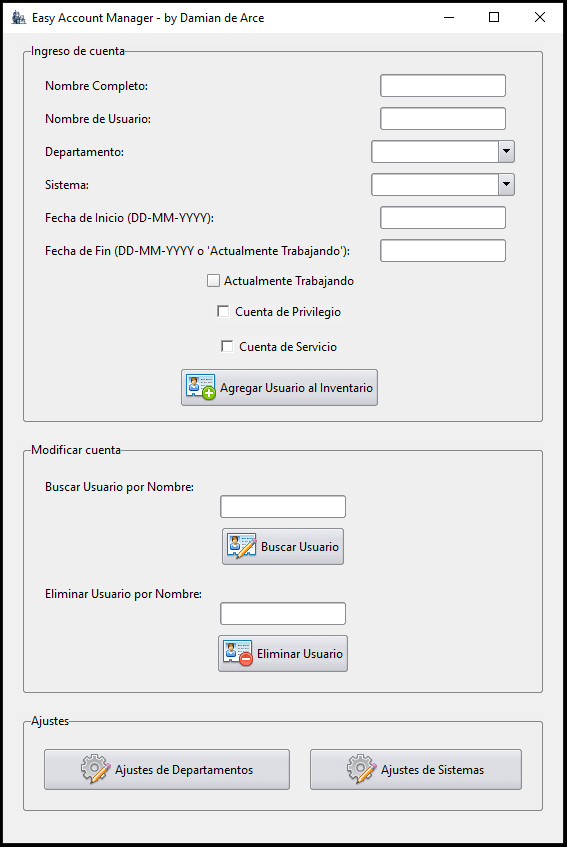 Easy Account Manager - by Damian de Arce
Ingreso de cuenta
Nombre Completo:
Nombre de Usuario:
Departamento:
Sistema:
Fecha de Inicio (DD-MM-YYYY):
Fecha de Fin (DD-MM-YYYY o 'Actualmente Trabajando'):
Actualmente Trabajando
Cuenta de Privilegio
Cuenta de Servicio
Agregar Usuario al Inventario
Modificar cuenta
Buscar Usuario por Nombre:
Buscar Usuario
Eliminar Usuario por Nombre:
Eliminar Usuario
Ajustes
Ajustes de Departamentos
Ajustes de Sistemas